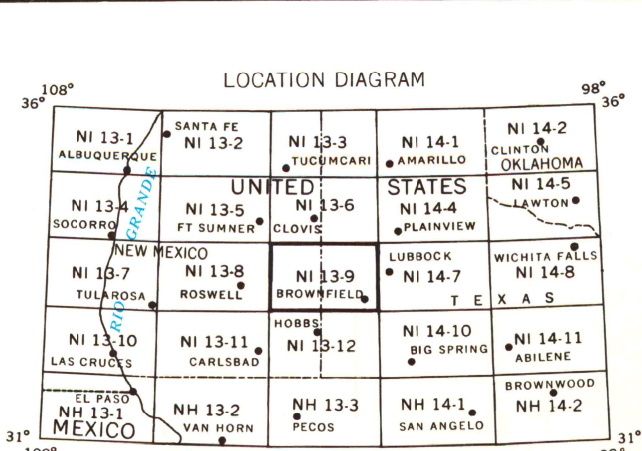 LOCATION DIAGRAM
108°
98°
36°
36°
NI 13-1
ALBUQUERQUE
SANTA FE
NI 13-2
NI 13-3
TUCUMCARI
NI 14-1
AMARILLO
NI 14-2
CLINTON
OKLAHOMA
UNITED STATES
NI 13-4
SOCORRO
RIO GRANDE
NI 13-5
FT SUMNER
NI 13-6
CLOVIS
NI 14-4
PLAINVIEW
NI 14-5
LAWTON
NEW MEXICO
NI 13-7
TULAROSA
NI 13-8
ROSWELL
NI 13-9
BROWNFIELD
LUBBOCK
NI 14-7
WICHITA FALLS
NI 14-8
TEXAS
NI 13-10
LAS CRUCES
NI 13-11
CARLSBAD
HOBBS
NI 13-12
NI 14-10
BIG SPRING
NI 14-11
ABILENE
EL PASO
NH 13-1
MEXICO
NH 13-2
VAN HORN
NH 13-3
PECOS
NH 14-1
SAN ANGELO
BROWNWOOD
NH 14-2
31°
31°